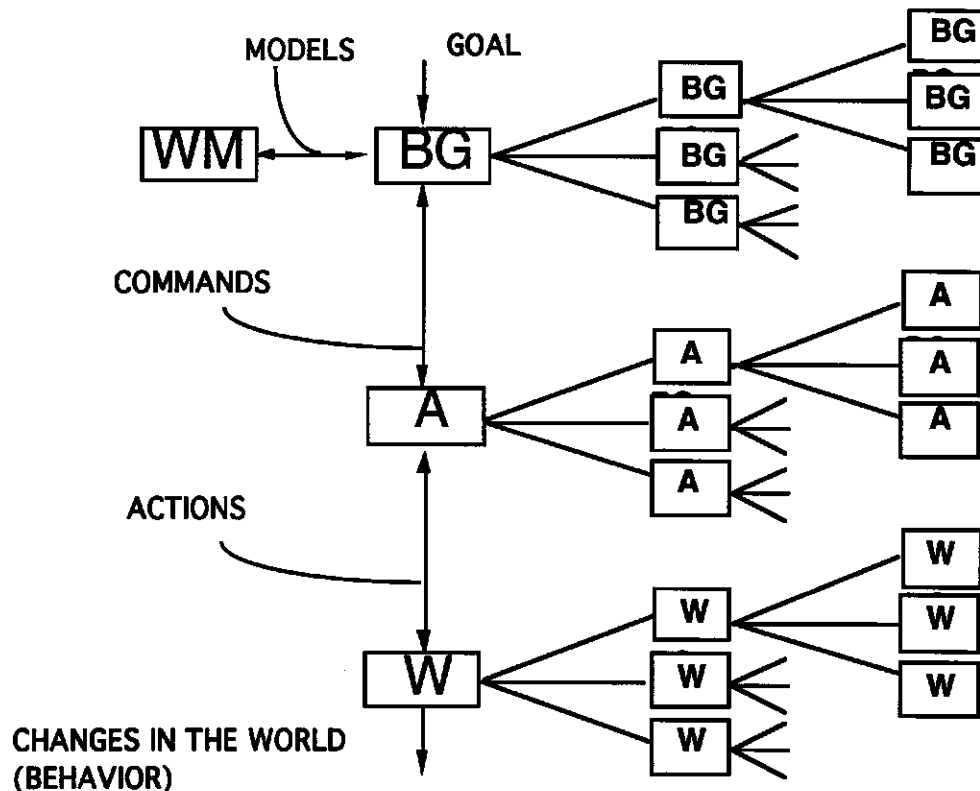 MODELS
GOAL
WM
BG
BG
BG
BG
BG
BG
BG
COMMANDS
A
A
A
A
A
A
A
ACTIONS
W
W
W
W
W
W
W
CHANGES IN THE WORLD
(BEHAVIOR)